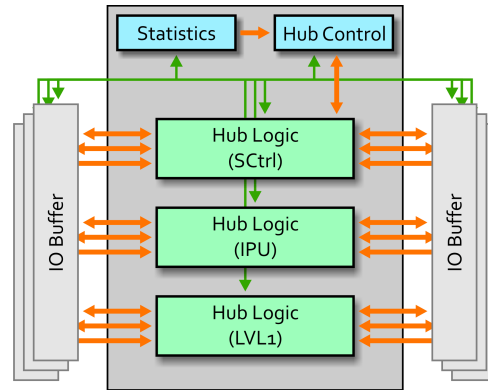 Statistics
Hub Control
Hub Logic
(SCtrl)
IO Buffer
IO Buffer
Hub Logic
(IPU)
Hub Logic
(LVL1)